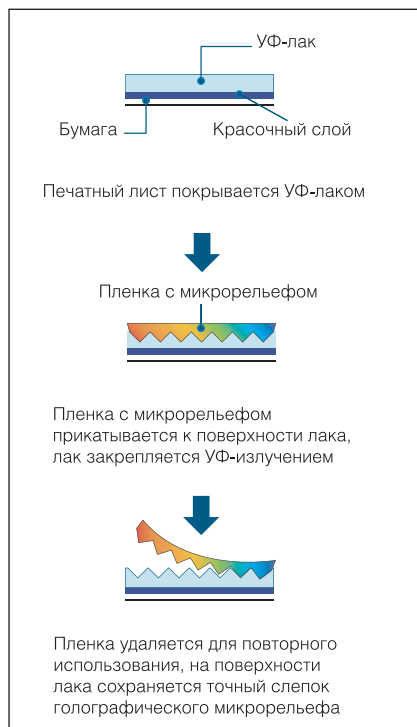 УФ-лак
Бумага Красочный слой
Печатный лист покрывается УФ-лаком
Пленка с микрорельефом
Пленка с микрорельефом
прикатывается к поверхности лака,
лак закрепляется УФ-излучением
Пленка удаляется для повторного
использования, на поверхности
лака сохраняется точный слепок
голографического микрорельефа